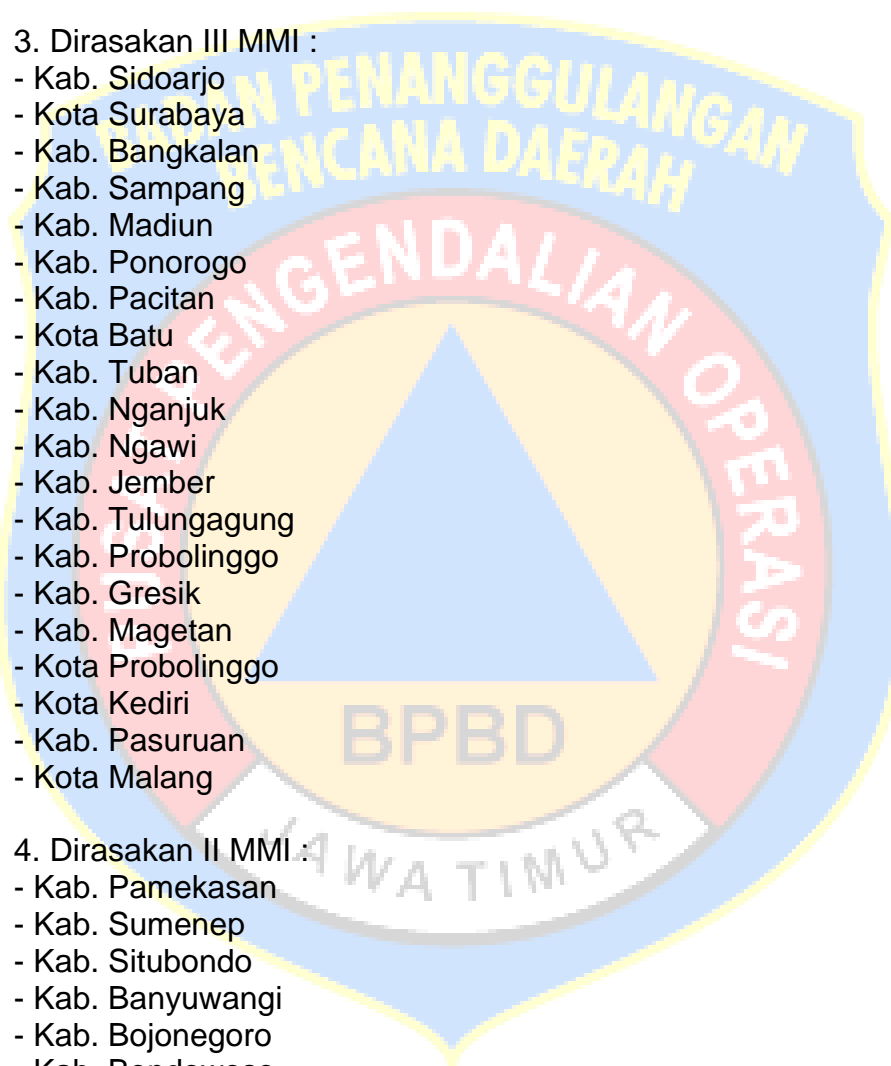 3. Dirasakan III MMI :
- Kab. Sidoarjo
- Kota Surabaya
- Kab. Bangkalan
- Kab. Sampang
- Kab. Madiun
- Kab. Ponorogo
- Kab. Pacitan
- Kota Batu
- Kab. Tuban
- Kab. Nganjuk
- Kab. Ngawi
- Kab. Jember
- Kab. Tulungagung
- Kab. Probolinggo
- Kab. Gresik
- Kab. Magetan
- Kota Probolinggo
- Kota Kediri
- Kab. Pasuruan
- Kota Malang
4. Dirasakan II MMI :
- Kab. Pamekasan
- Kab. Sumenep
- Kab. Situbondo
- Kab. Banyuwangi
- Kab. Bojonegoro
- Kab. Bondowoso
BADAN PENANGGULANGAN
BENCANA DAERAH
PUSAT PENGENDALIAN OPERASI
BPBD
JAWA TIMUR